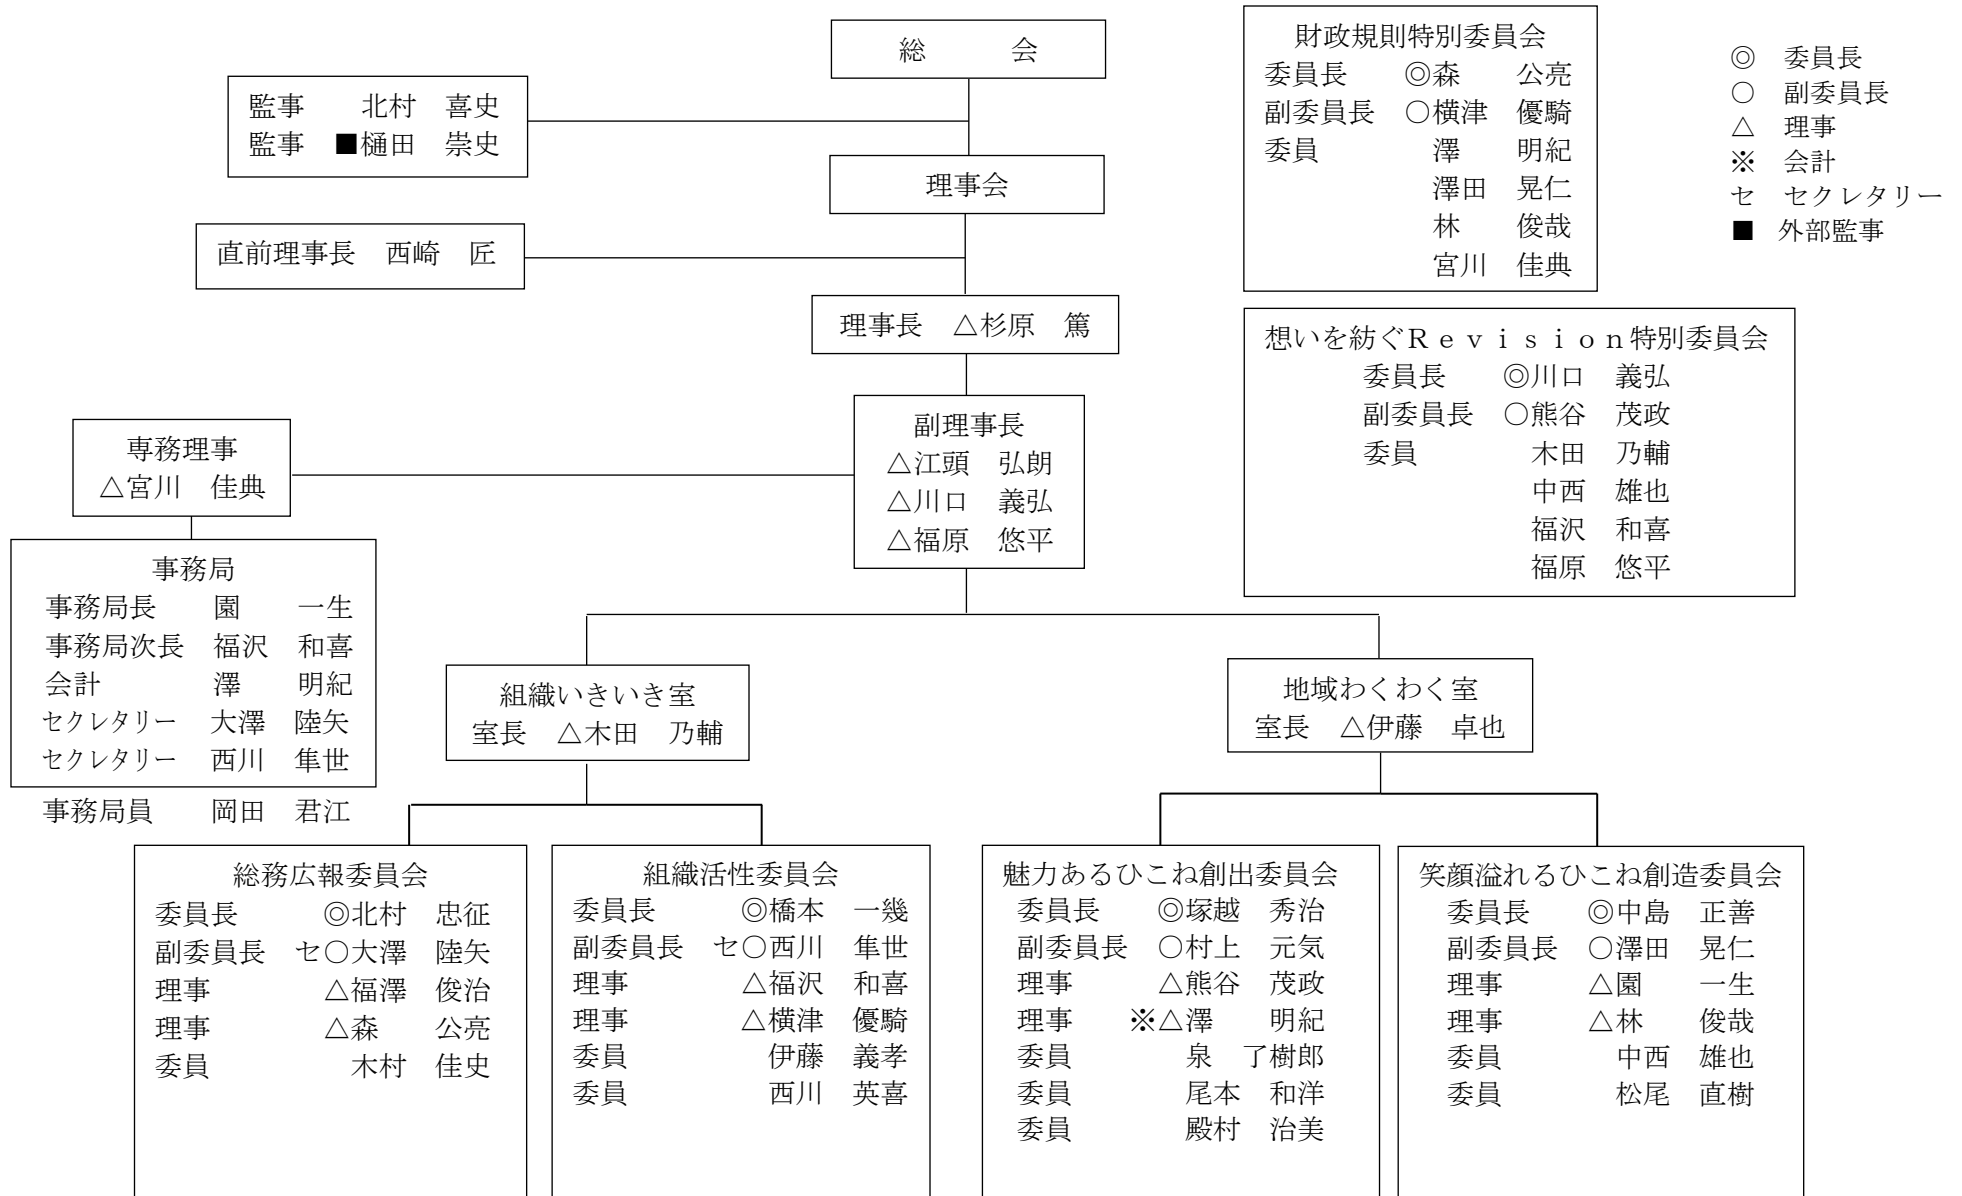 総　　　会
監事　　北村　喜史
監事　■樋田　崇史
理事会
直前理事長　西崎　匠
理事長　△杉原　篤
副理事長
△江頭　弘朗
△川口　義弘
△福原　悠平
専務理事
△宮川　佳典
事務局
事務局長　　園　　一生
事務局次長　福沢　和喜
会計　　　　澤　　明紀
セクレタリー　大澤　陸矢
セクレタリー　西川　隼世
事務局員　　岡田　君江
財政規則特別委員会
委員長　　◎森　　公亮
副委員長　○横津　優騎
委員　　　　澤　　明紀
澤田　晃仁
林　　俊哉
宮川　佳典
◎　委員長
○　副委員長
△　理事
※　会計
セ　セクレタリー
■　外部監事
想いを紡ぐＲｅｖｉｓｉｏｎ特別委員会
委員長　　◎川口　義弘
副委員長　○熊谷　茂政
委員　　　　木田　乃輔
中西　雄也
福沢　和喜
福原　悠平
組織いきいき室
室長　△木田　乃輔
地域わくわく室
室長　△伊藤　卓也
総務広報委員会
委員長　　　◎北村　忠征
副委員長　セ○大澤　陸矢
理事　　　　△福澤　俊治
理事　　　　△森　　公亮
委員　　　　　木村　佳史
組織活性委員会
委員長　　　◎橋本　一幾
副委員長　セ○西川　隼世
理事　　　　△福沢　和喜
理事　　　　△横津　優騎
委員　　　　　伊藤　義孝
委員　　　　　西川　英喜
魅力あるひこね創出委員会
委員長　　◎塚越　秀治
副委員長　○村上　元気
理事　　　△熊谷　茂政
理事　　※△澤　　明紀
委員　　　　泉　了樹郎
委員　　　　尾本　和洋
委員　　　　殿村　治美
笑顔溢れるひこね創造委員会
委員長　　◎中島　正善
副委員長　○澤田　晃仁
理事　　　△園　　一生
理事　　　△林　　俊哉
委員　　　　中西　雄也
委員　　　　松尾　直樹